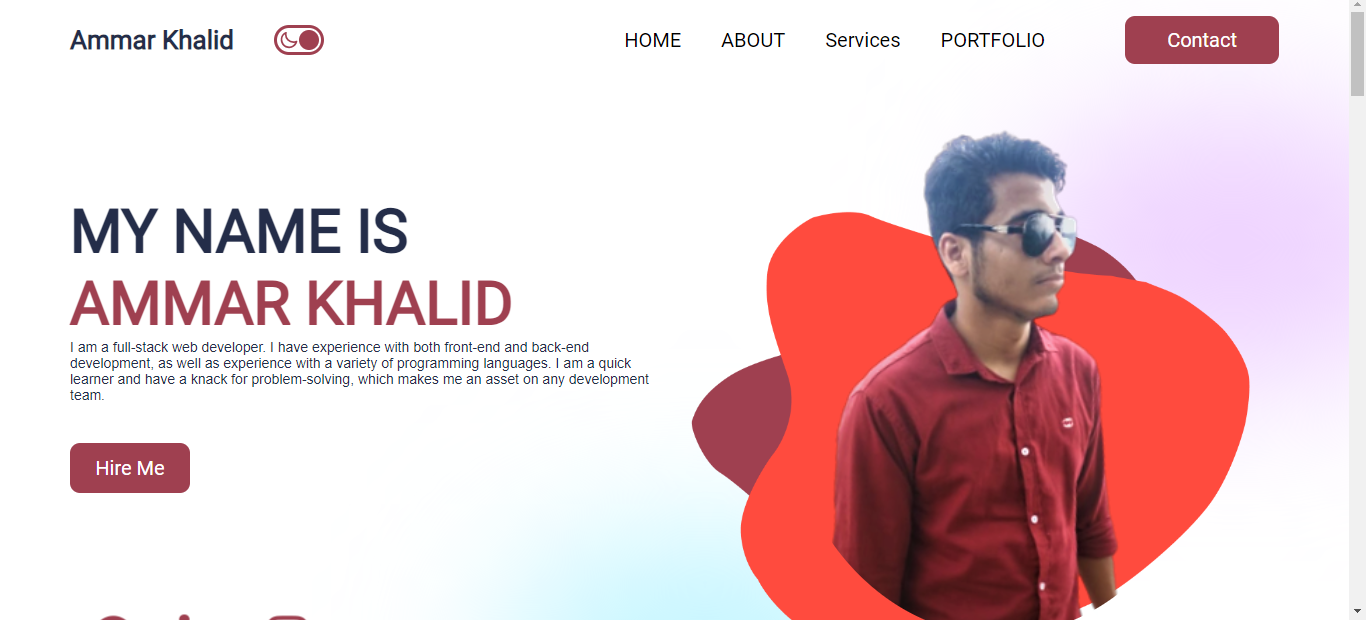 Ammar Khalid
HOME
ABOUT
Services
PORTFOLIO
Contact
MY NAME IS
AMMAR KHALID
I am a full-stack web developer. I have experience with both front-end and back-end
development, as well as experience with a variety of programming languages. I am a quick
learner and have a knack for problem-solving, which makes me an asset on any development
team.
Hire Me